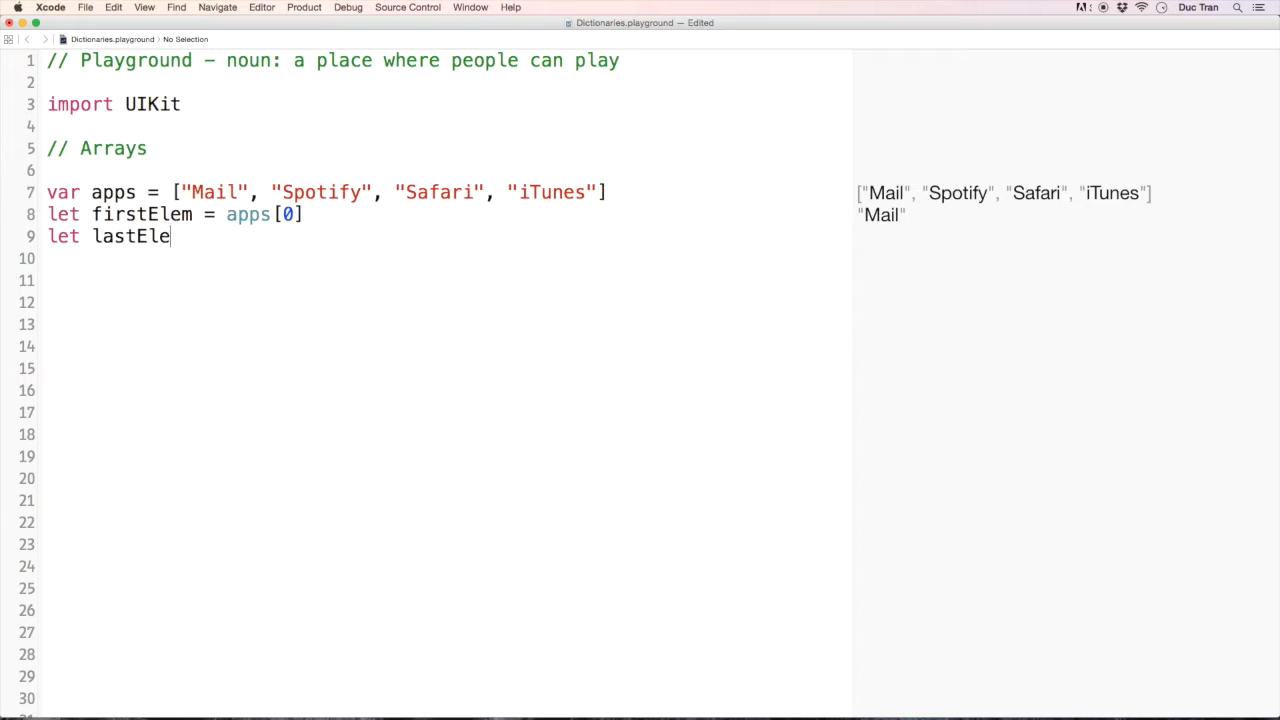 Xcode File Edit View Find Navigate Editor Product Debug Source Control Window Help Duc Tran
Dictionaries.playground — Edited
Dictionaries.playground 〉 No Selection
1 // Playground - noun: a place where people can play
2
3 import UIKit
4
5 // Arrays
6
7 var apps = ["Mail", "Spotify", "Safari", "iTunes"] ["Mail", "Spotify", "Safari", "iTunes"]
8 let firstElem = apps[0] "Mail"
9 let lastEle
10
11
12
13
14
15
16
17
18
19
20
21
22
23
24
25
26
27
28
29
30